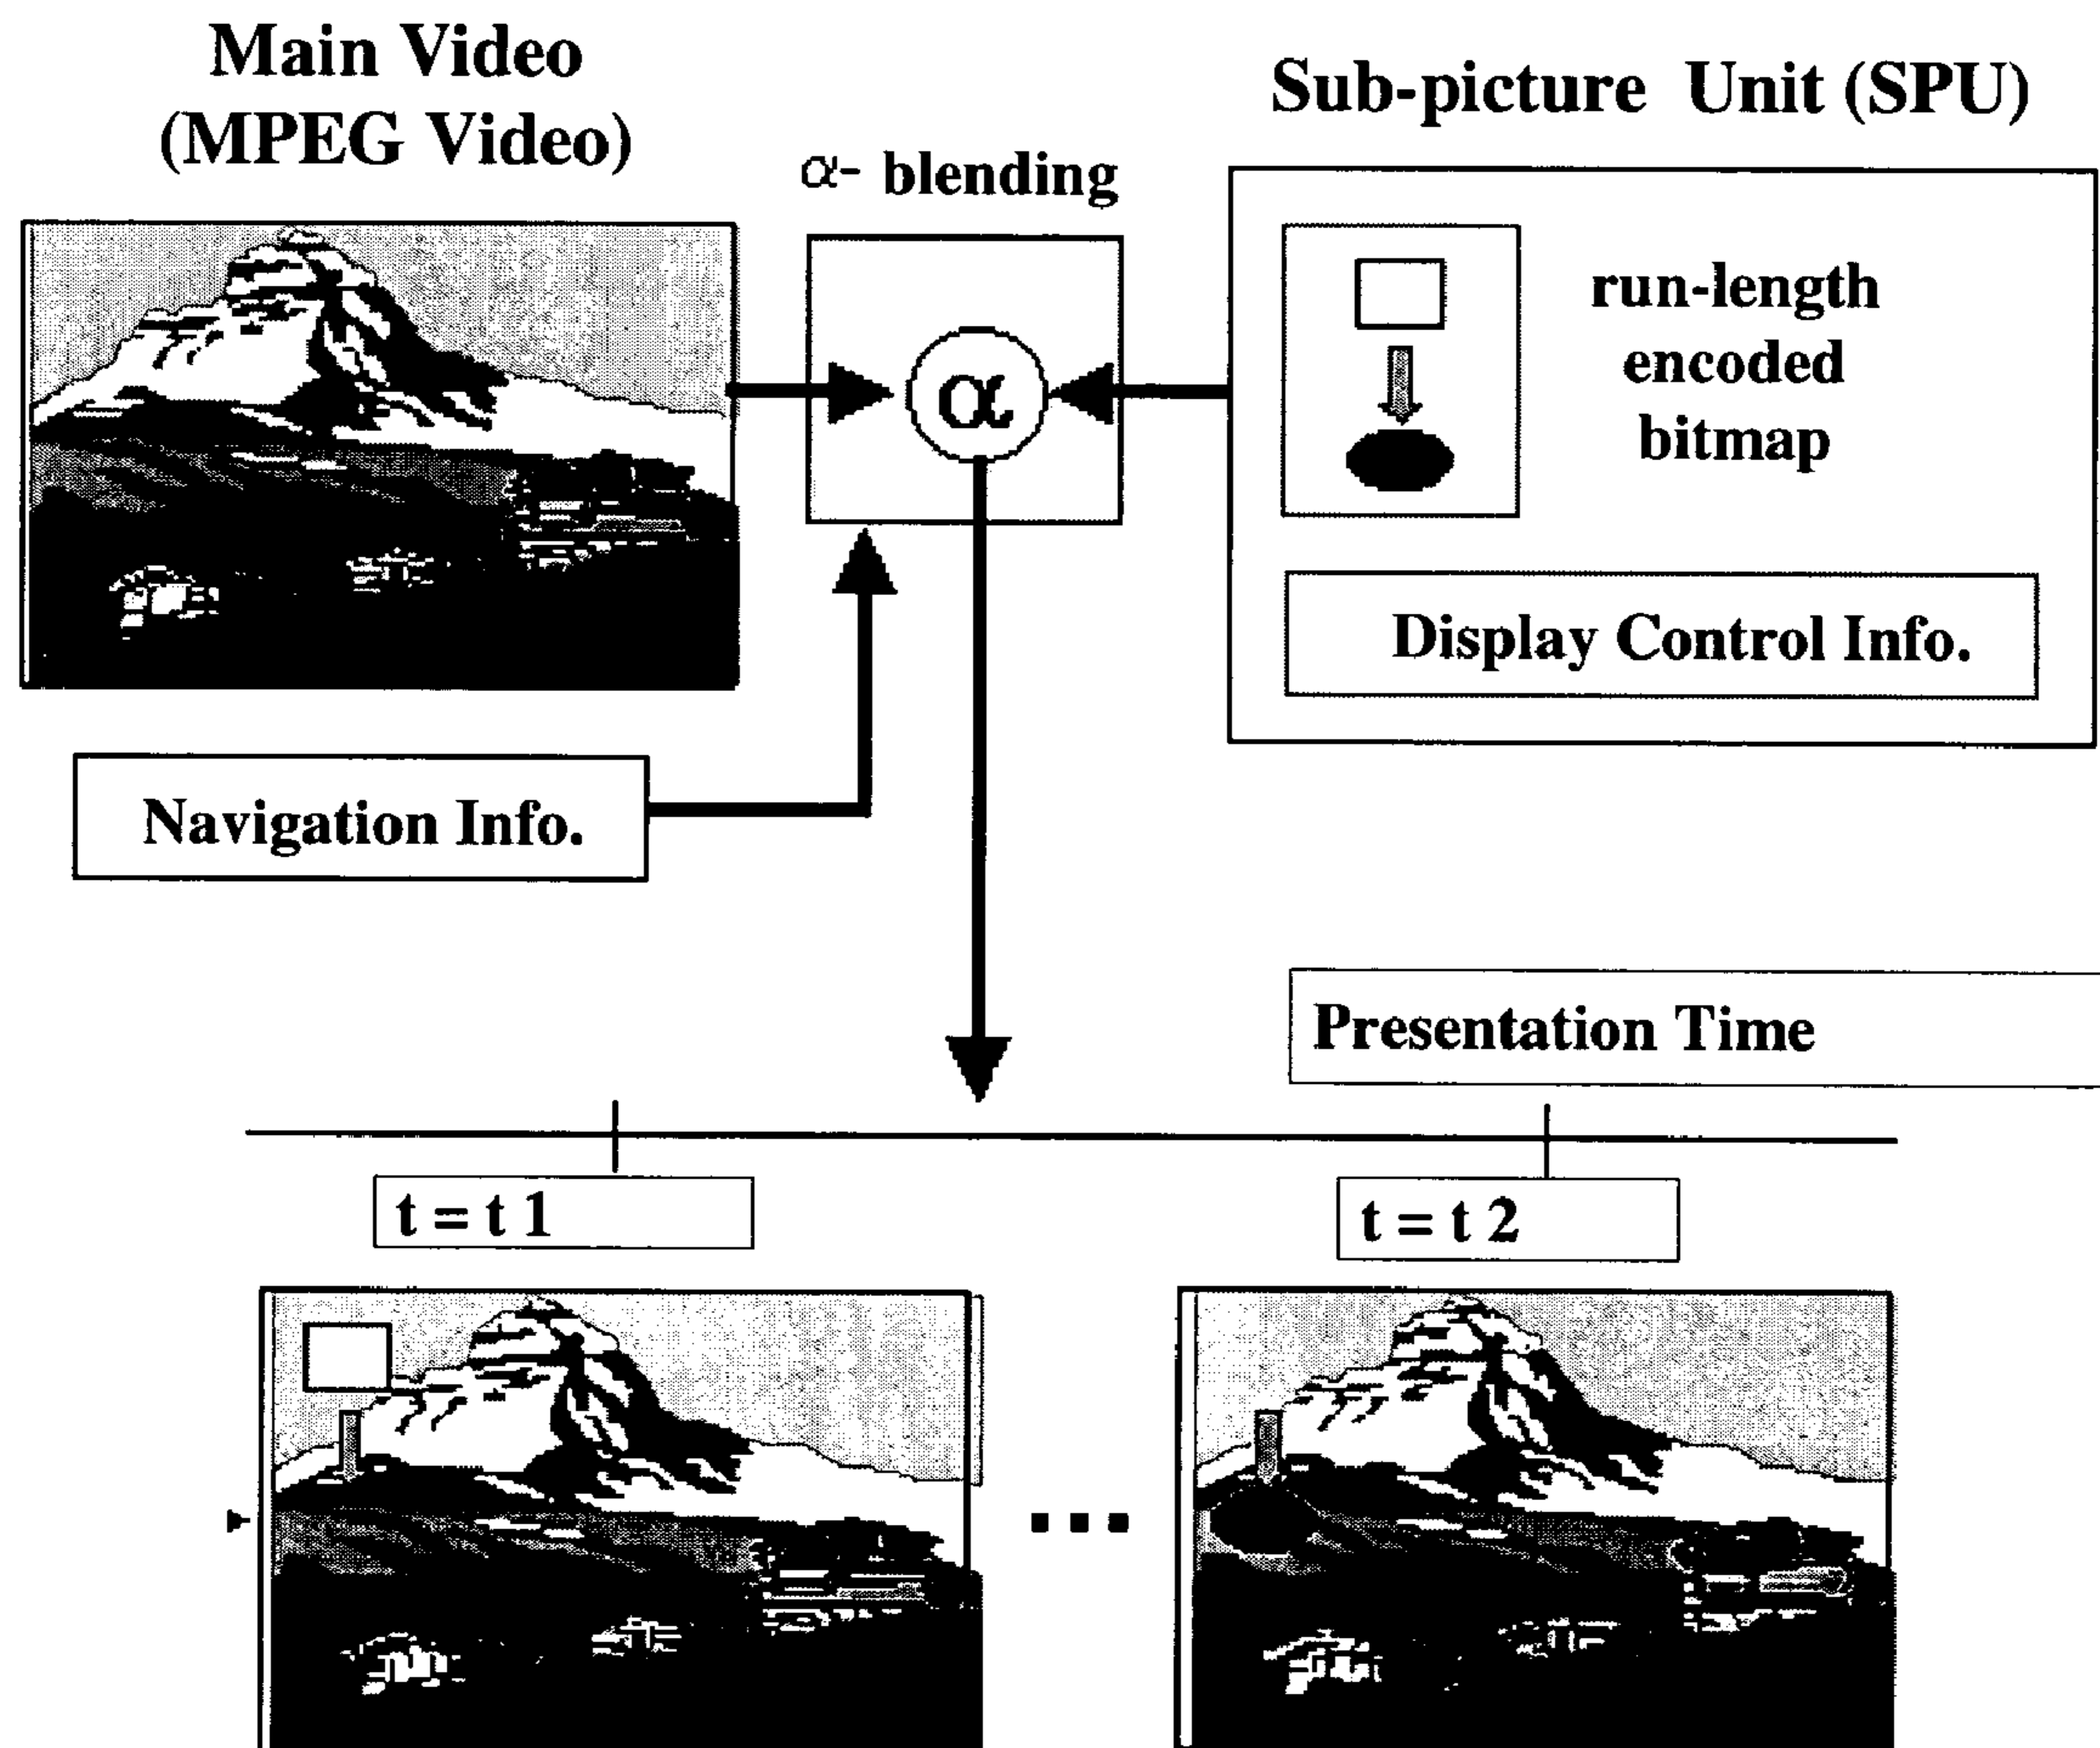 Main Video
(MPEG Video)
Sub-picture Unit (SPU)
α- blending
α
run-length
encoded
bitmap
Display Control Info.
Navigation Info.
Presentation Time
t = t 1
t = t 2